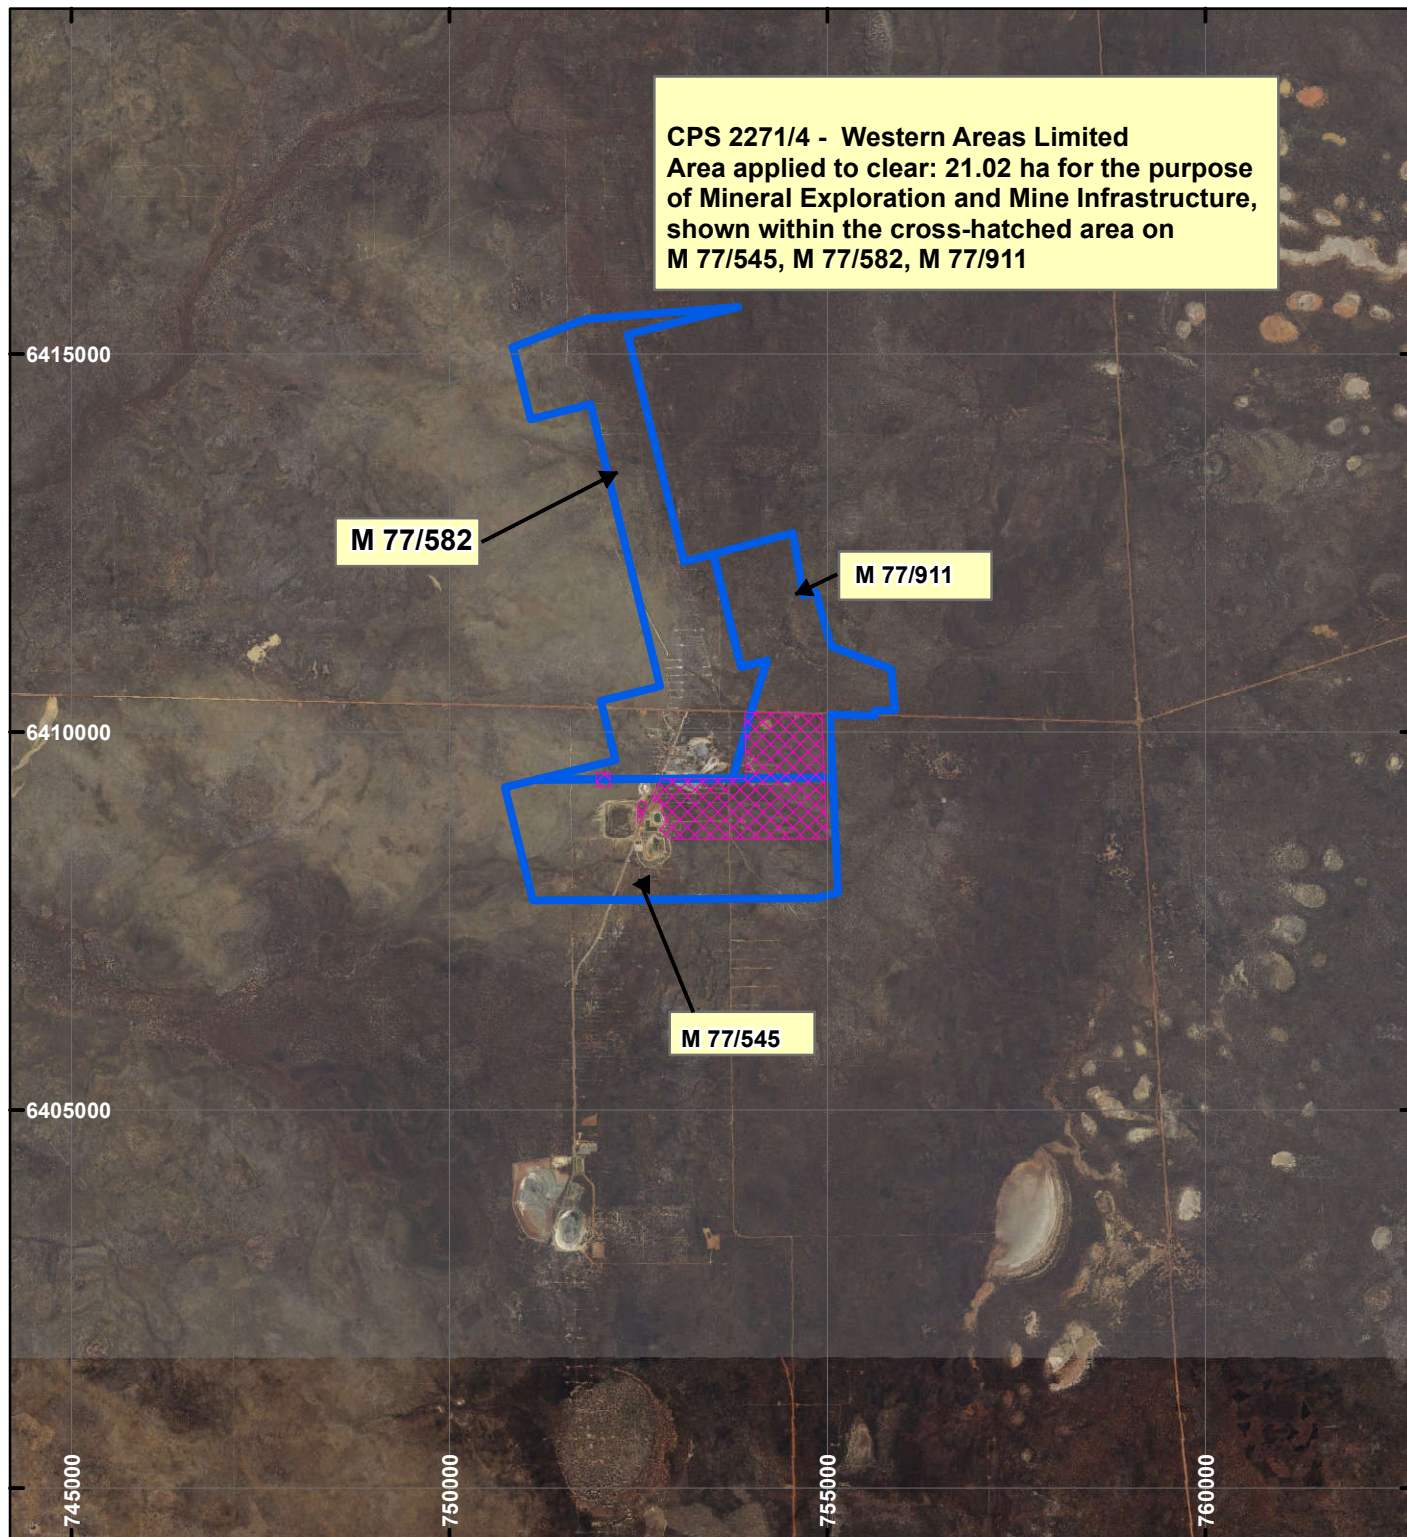 CPS 2271/4 - Western Areas Limited
Area applied to clear: 21.02 ha for the purpose
of Mineral Exploration and Mine Infrastructure,
shown within the cross-hatched area on
M 77/545, M 77/582, M 77/911
6415000
M 77/582
M 77/911
6410000
M 77/545
6405000
745000
750000
755000
760000